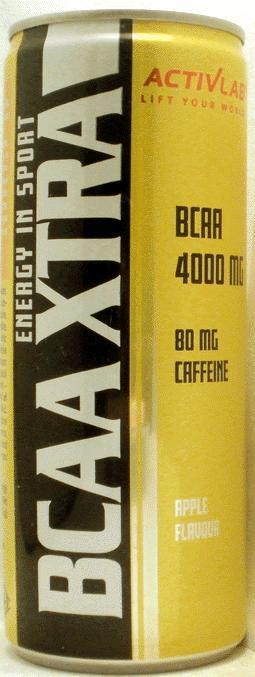 ENERGY IN SPORT
BCAA XTRA
ACTIVLAB
LIFT YOUR WORLD
BCAA
4000 MG
80 MG
CAFFEINE
APPLE
FLAVOUR